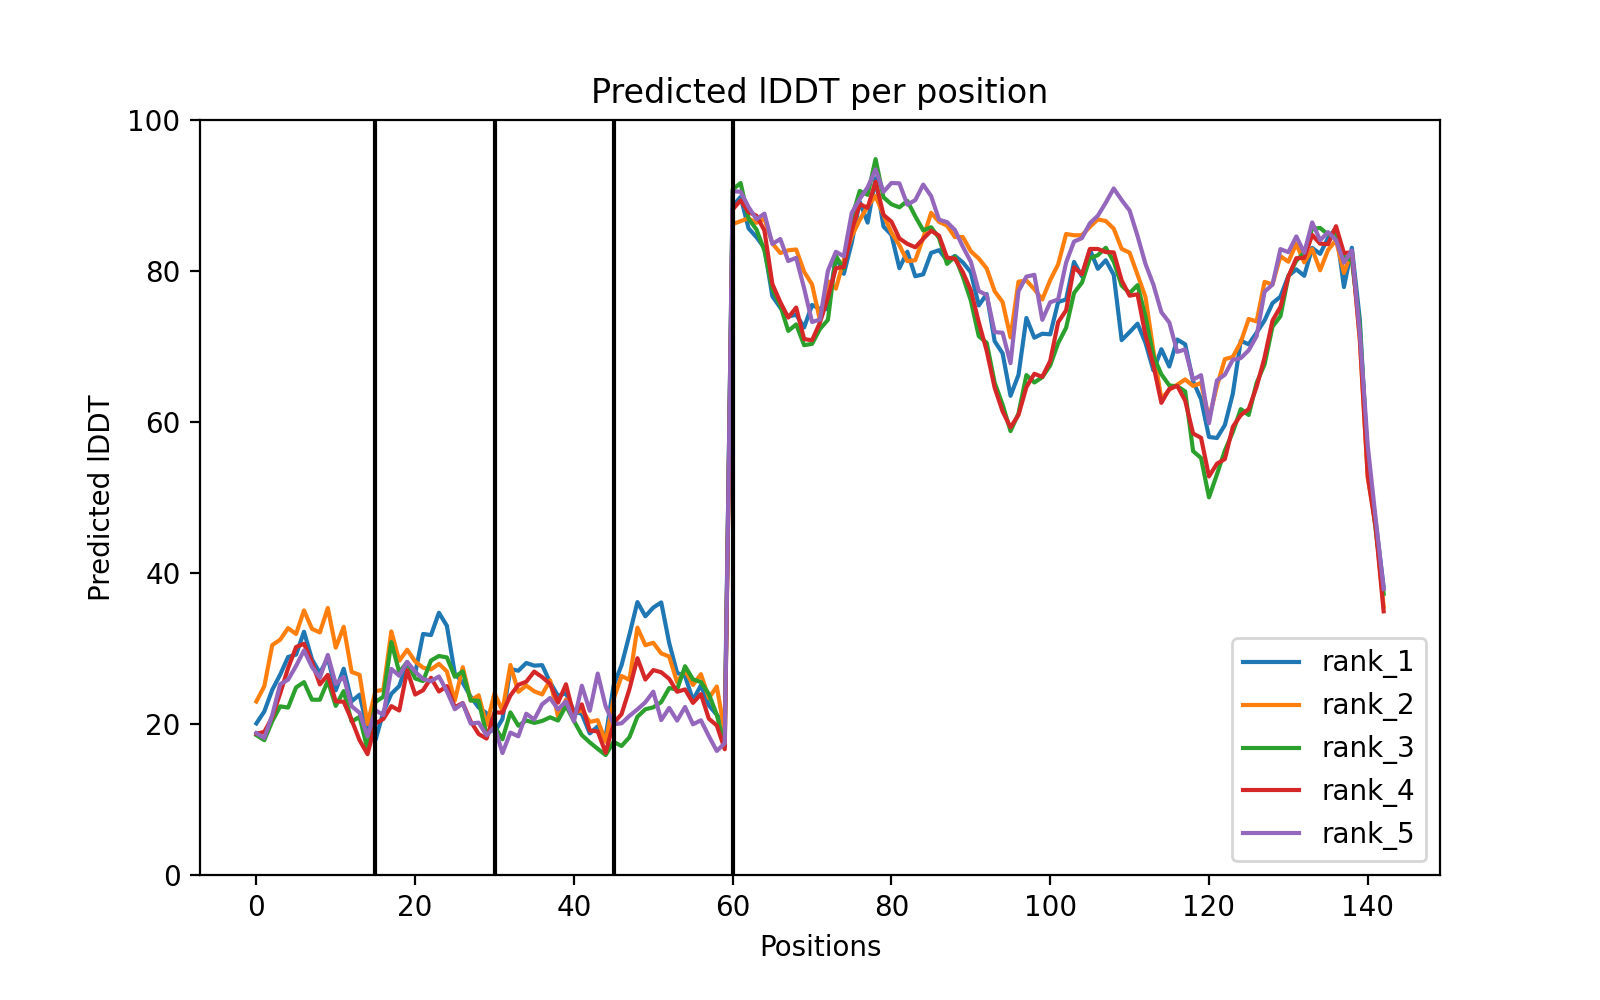 Predicted lDDT per position
Predicted lDDT
100
80
60
40
20
0
0 20 40 60 80 100 120 140
Positions
rank_1
rank_2
rank_3
rank_4
rank_5